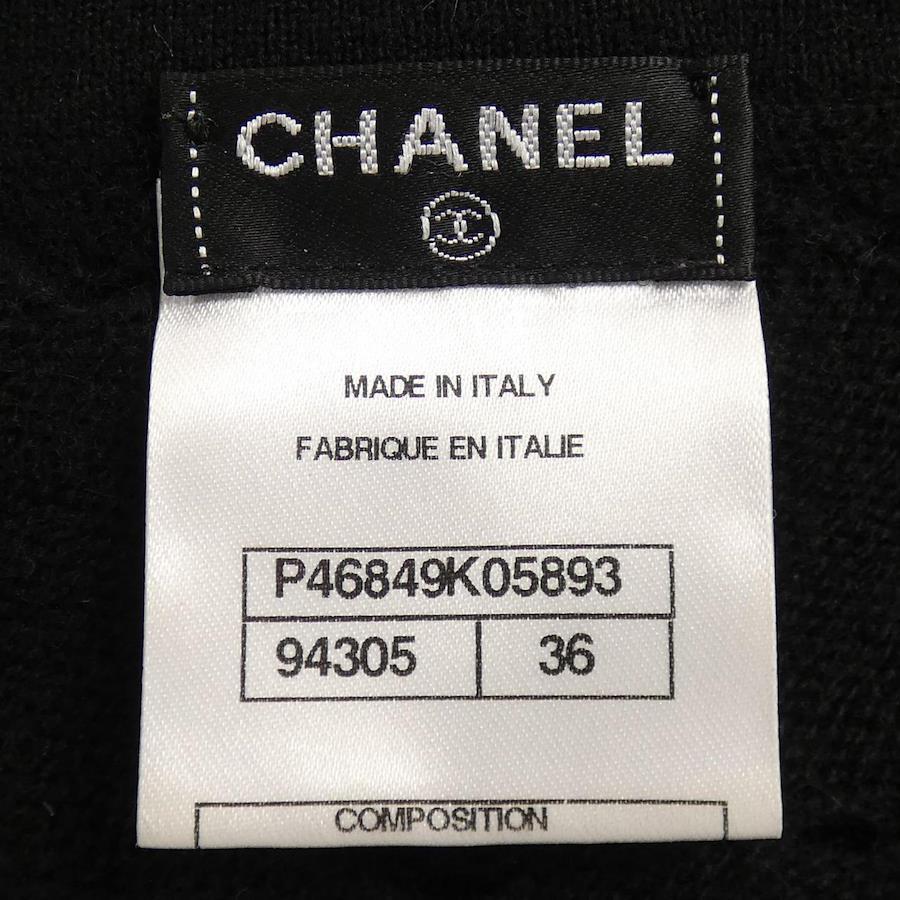 CHANEL
MADE IN ITALY
FABRIQUE EN ITALIE
P46849K05893
94305 36
COMPOSITION